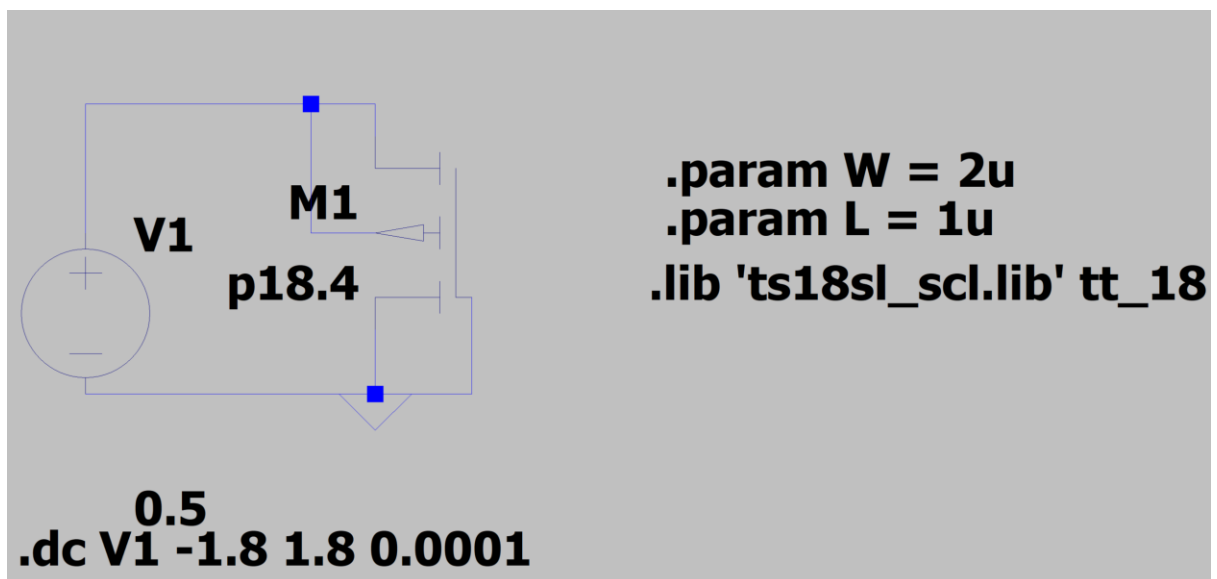 M1
V1
p18.4
.param W = 2u
.param L = 1u
.lib 'ts18sl_scl.lib' tt_18
0.5
.dc V1 -1.8 1.8 0.0001